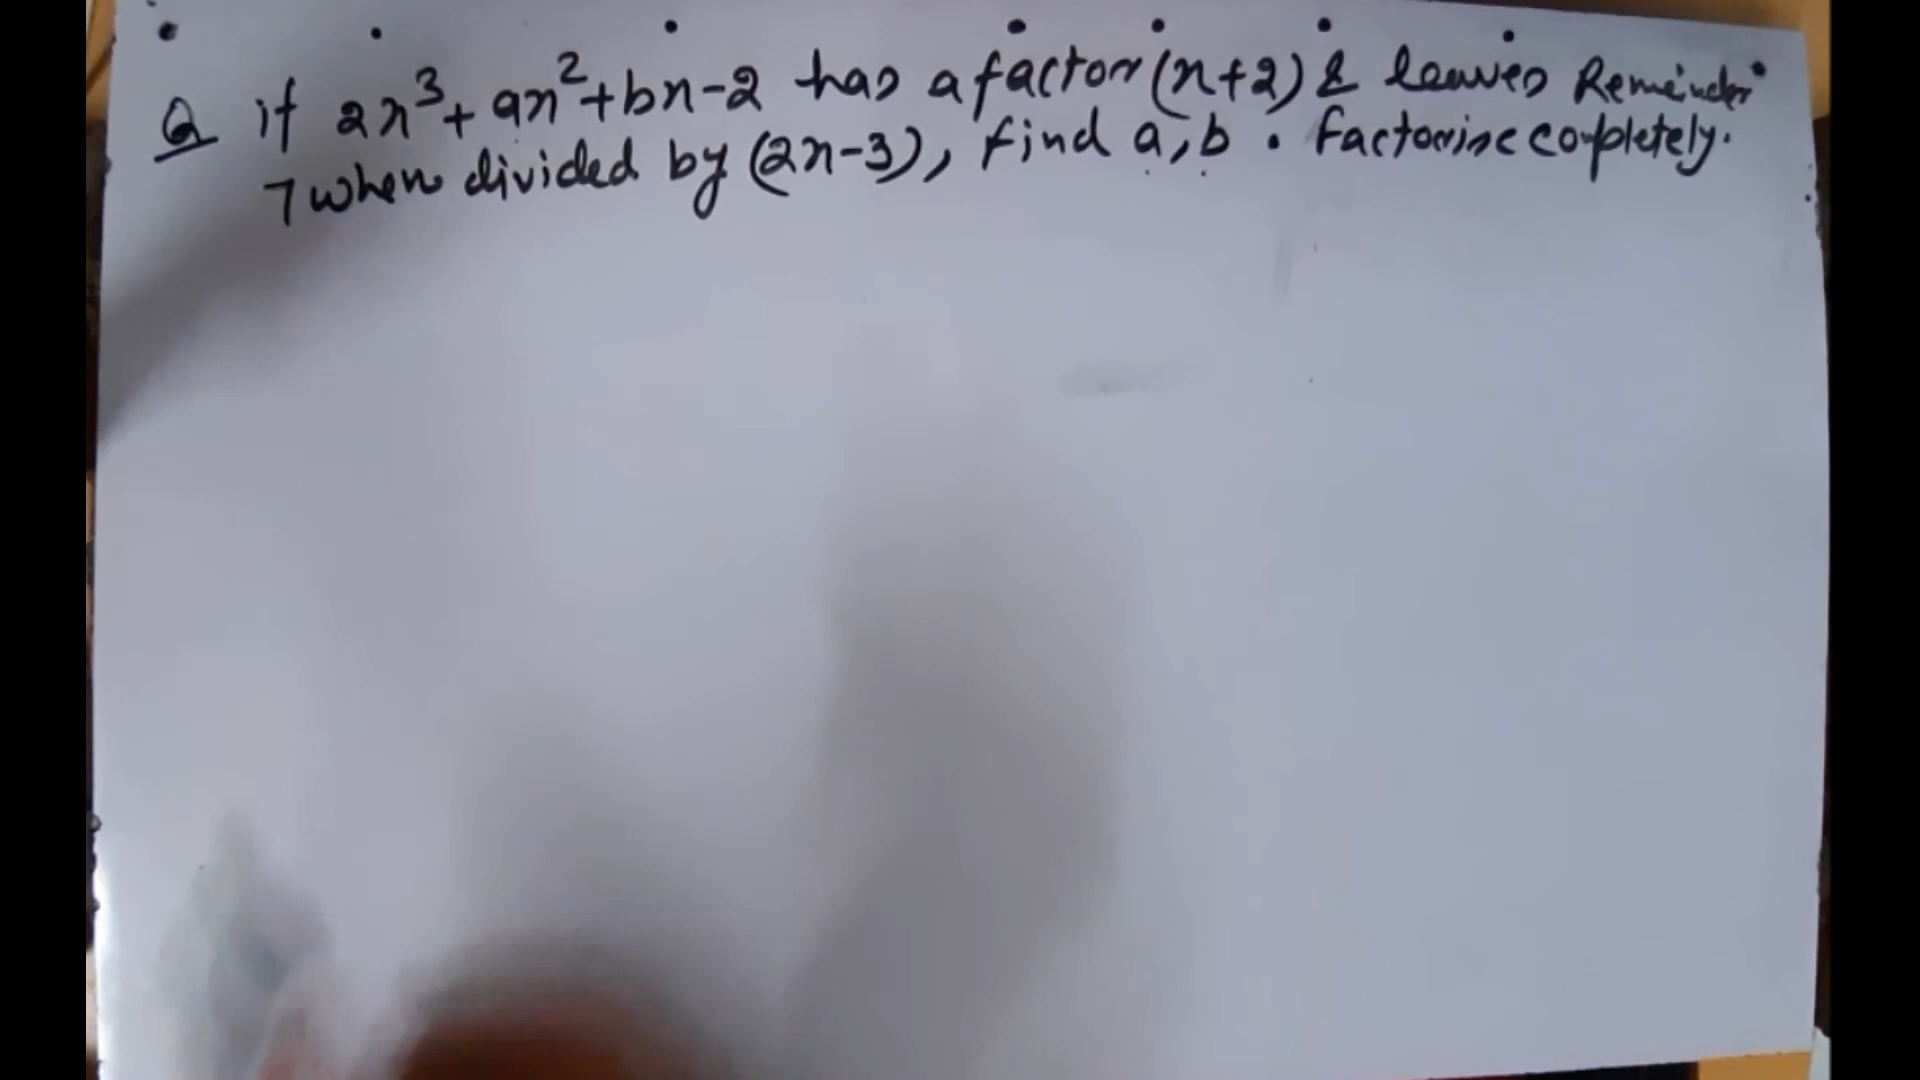 Q if 2x³+ax²+bx-2 has a factor (x+2) & leaves Remainder
7 when divided by (2x-3), find a, b . factorise completely.